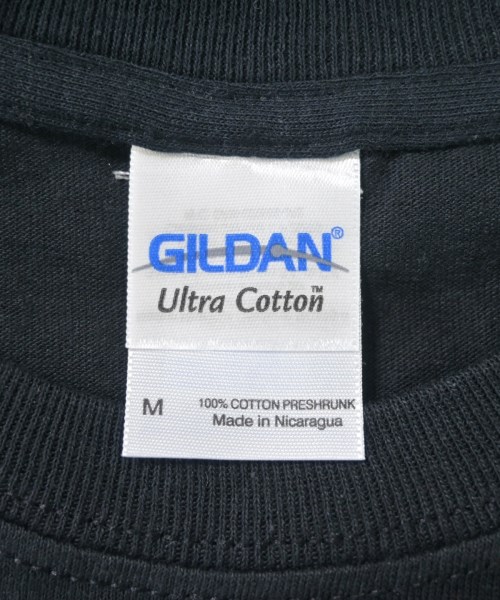 GILDAN®
Ultra Cotton™
M 100% COTTON PRESHRUNK
Made in Nicaragua